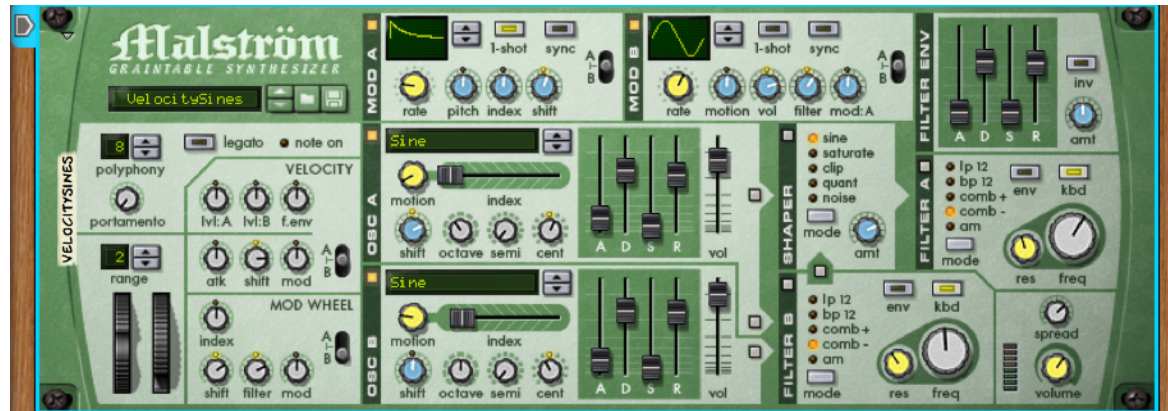 Malström
GRAINTABLE SYNTHESIZER
VelocitySines
VELOCITYSINES
8
polyphony
legato
note on
portamento
VELOCITY
lvl:A lvl:B f.env
2
range
atk shift mod
A
B
MOD WHEEL
index
A
B
shift filter mod
MOD A
1-shot sync
A
B
rate pitch index shift
MOD B
1-shot sync
A
B
rate motion vol filter mod:A
FILTER ENV
inv
A D S R
amt
OSC A
Sine
motion index
shift octave semi cent
A D S R
vol
OSC B
Sine
motion index
shift octave semi cent
A D S R
vol
SHAPER
sine
saturate
clip
quant
noise
mode
amt
FILTER A
lp 12
bp 12
comb +
comb -
am
mode
env kbd
res freq
FILTER B
lp 12
bp 12
comb +
comb -
am
mode
env kbd
res freq
spread
volume